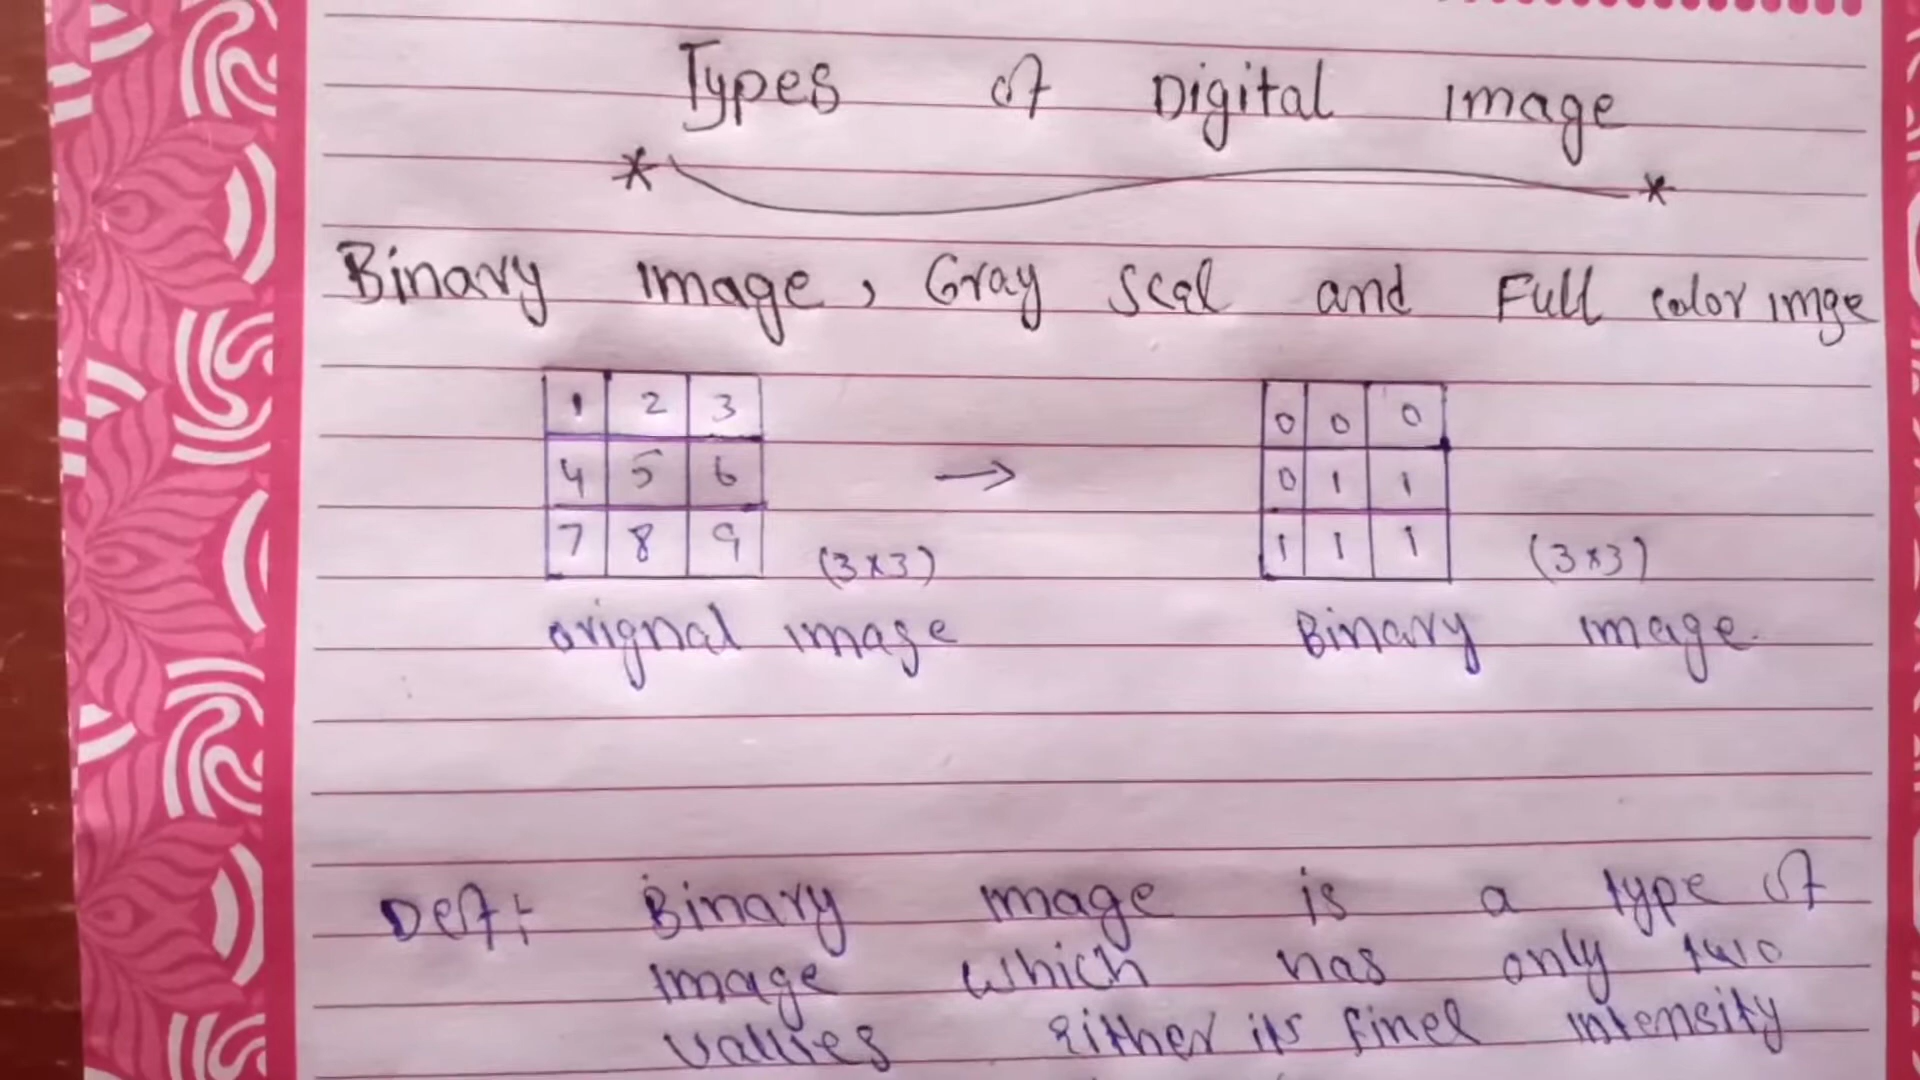 Types of Digital Image
Binary Image, Gray Scal and Full color imge
1 2 3
4 5 6
7 8 9
(3x3)
orignal image
→
0 0 0
0 1 1
1 1 1
(3x3)
Binary image.
Def: Binary image is a type of
image which has only two
values Either its finel intensity